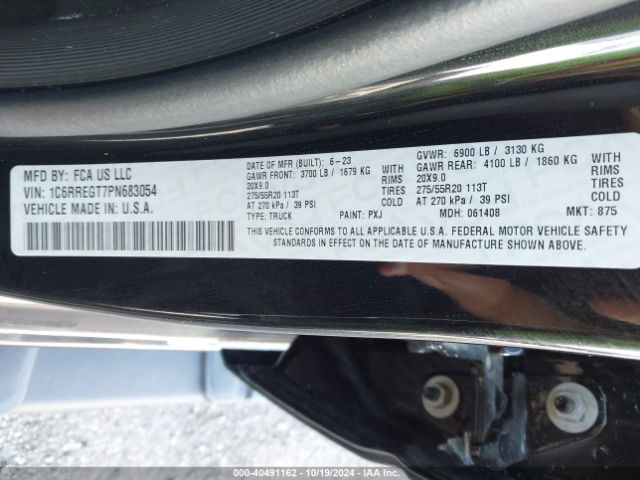 MFD BY: FCA US LLC
VIN: 1C6RREGT7PN683054
VEHICLE MADE IN: U.S.A.
DATE OF MFR (BUILT): 6-23
GVWR: 6900 LB / 3130 KG
GAWR FRONT: 3700 LB / 1679 KG WITH GAWR REAR: 4100 LB / 1860 KG WITH
20X9.0 RIMS 20X9.0 RIMS
275/55R20 113T TIRES 275/55R20 113T TIRES
AT 270 kPa / 39 PSI COLD AT 270 kPa / 39 PSI COLD
TYPE: TRUCK PAINT: PXJ MDH: 061408 MKT: 875
THIS VEHICLE CONFORMS TO ALL APPLICABLE U.S.A. FEDERAL MOTOR VEHICLE SAFETY
STANDARDS IN EFFECT ON THE DATE OF MANUFACTURE SHOWN ABOVE.
000-40491162 - 10/19/2024 - IAA Inc.